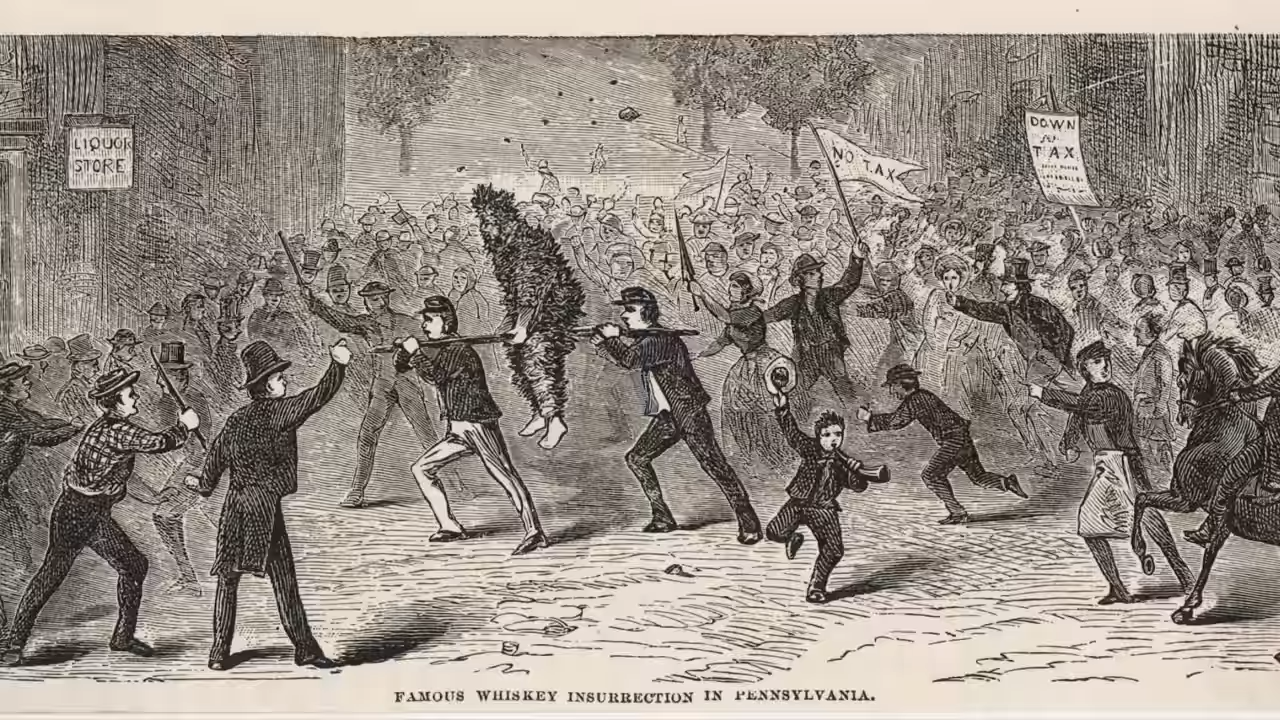 LIQUOR
STORE
NO TAX
DOWN
TAX
FAMOUS WHISKEY INSURRECTION IN PENNSYLVANIA.